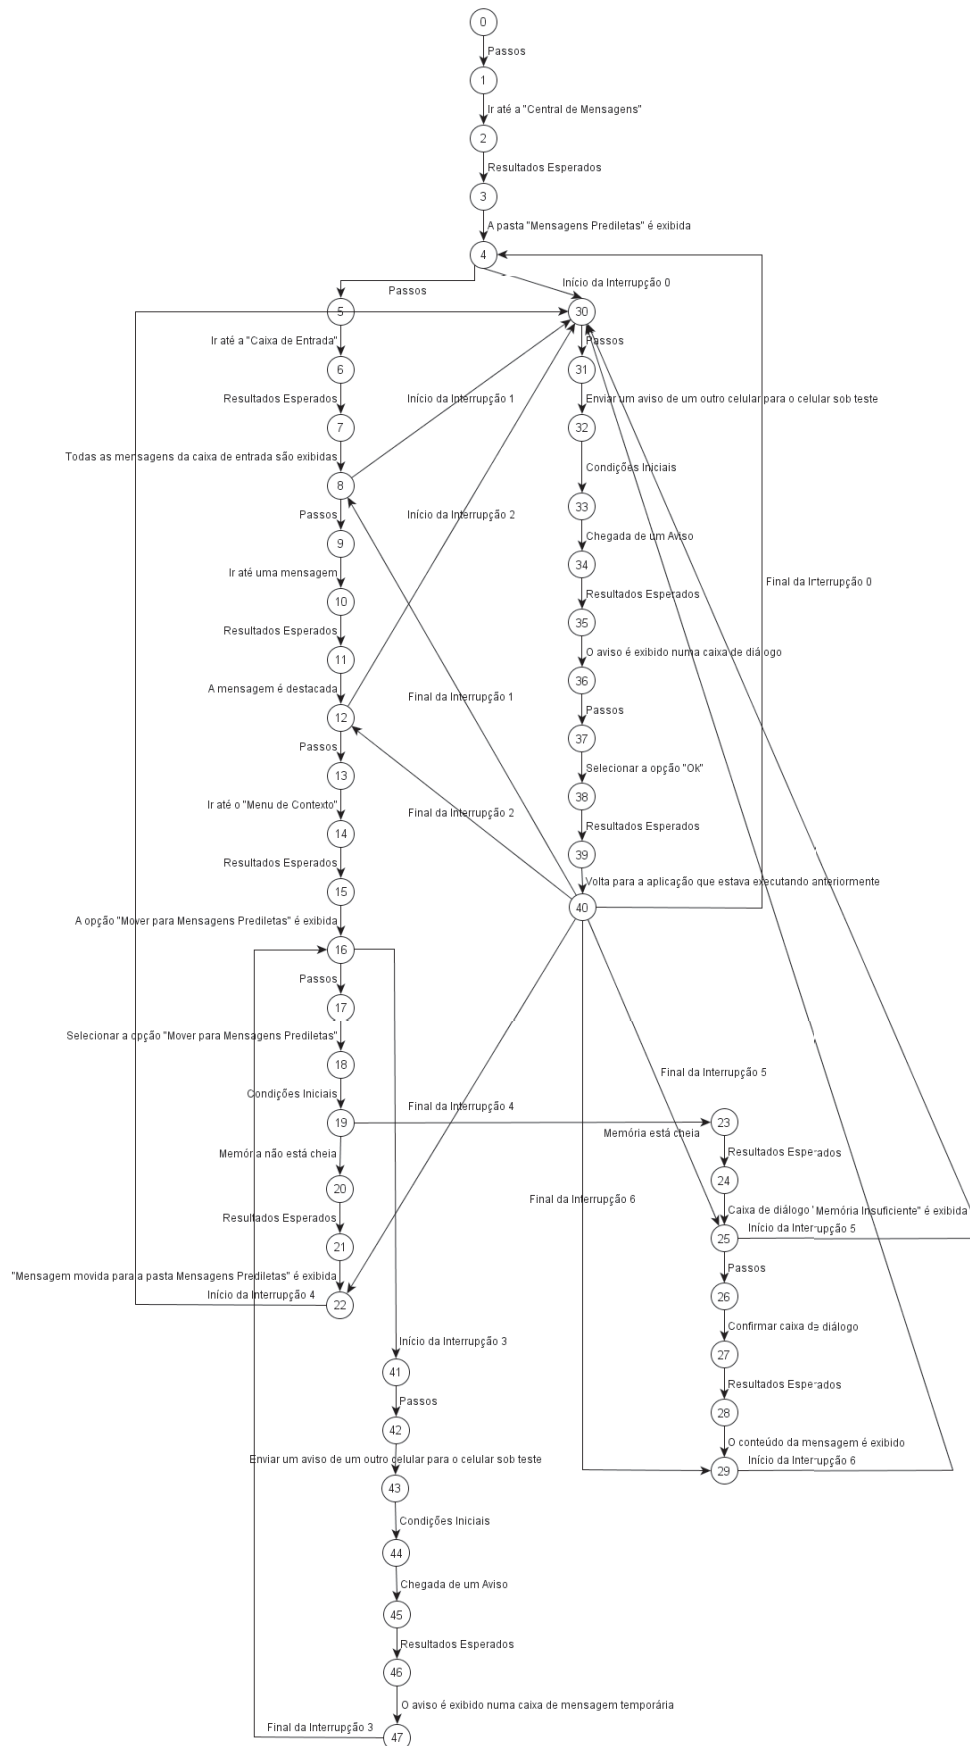 0
Passos
1
Ir até a "Central de Mensagens"
2
Resultados Esperados
3
A pasta "Mensagens Prediletas" é exibida
4
Início da Interrupção 0
Passos
5
30
Ir até a "Caixa de Entrada"
Passos
6
31
Resultados Esperados
Início da Interrupção 1
Enviar um aviso de um outro celular para o celular sob teste
7
32
Todas as mensagens da caixa de entrada são exibidas
Condições Iniciais
8
Passos
Início da Interrupção 2
33
9
Chegada de um Aviso
Ir até uma mensagem
34
Final da Interrupção 0
10
Resultados Esperados
Resultados Esperados
35
11
O aviso é exibido numa caixa de diálogo
A mensagem é destacada
Final da Interrupção 1
36
12
Passos
Passos
37
13
Selecionar a opção "Ok"
Ir até o "Menu de Contexto"
Final da Interrupção 2
38
14
Resultados Esperados
Resultados Esperados
39
15
Volta para a aplicação que estava executando anteriormente
A opção "Mover para Mensagens Prediletas" é exibida
40
16
Passos
17
Selecionar a opção "Mover para Mensagens Prediletas"
18
Final da Interrupção 5
Condições Iniciais
Final da Interrupção 4
19
Memória está cheia
23
Memória não está cheia
Resultados Esperados
20
Final da Interrupção 6
24
Resultados Esperados
Caixa de diálogo "Memória Insuficiente" é exibida
21
25
Início da Interrupção 5
"Mensagem movida para a pasta Mensagens Prediletas" é exibida
Passos
Início da Interrupção 4
22
26
Início da Interrupção 3
Confirmar caixa de diálogo
41
27
Passos
Resultados Esperados
42
28
Enviar um aviso de um outro celular para o celular sob teste
O conteúdo da mensagem é exibido
43
29
Início da Interrupção 6
Condições Iniciais
44
Chegada de um Aviso
45
Resultados Esperados
46
O aviso é exibido numa caixa de mensagem temporária
Final da Interrupção 3
47